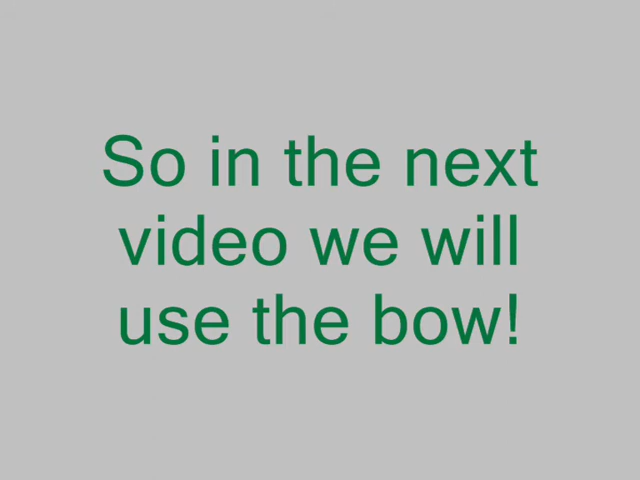 So in the next
video we will
use the bow!